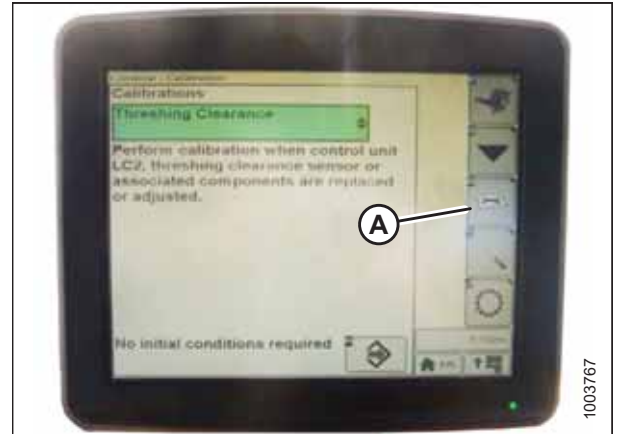 Calibrations
Threshing Clearance
Perform calibration when control unit
LC2, threshing clearance sensor or
associated components are replaced
or adjusted.
A
No initial conditions required
1003767